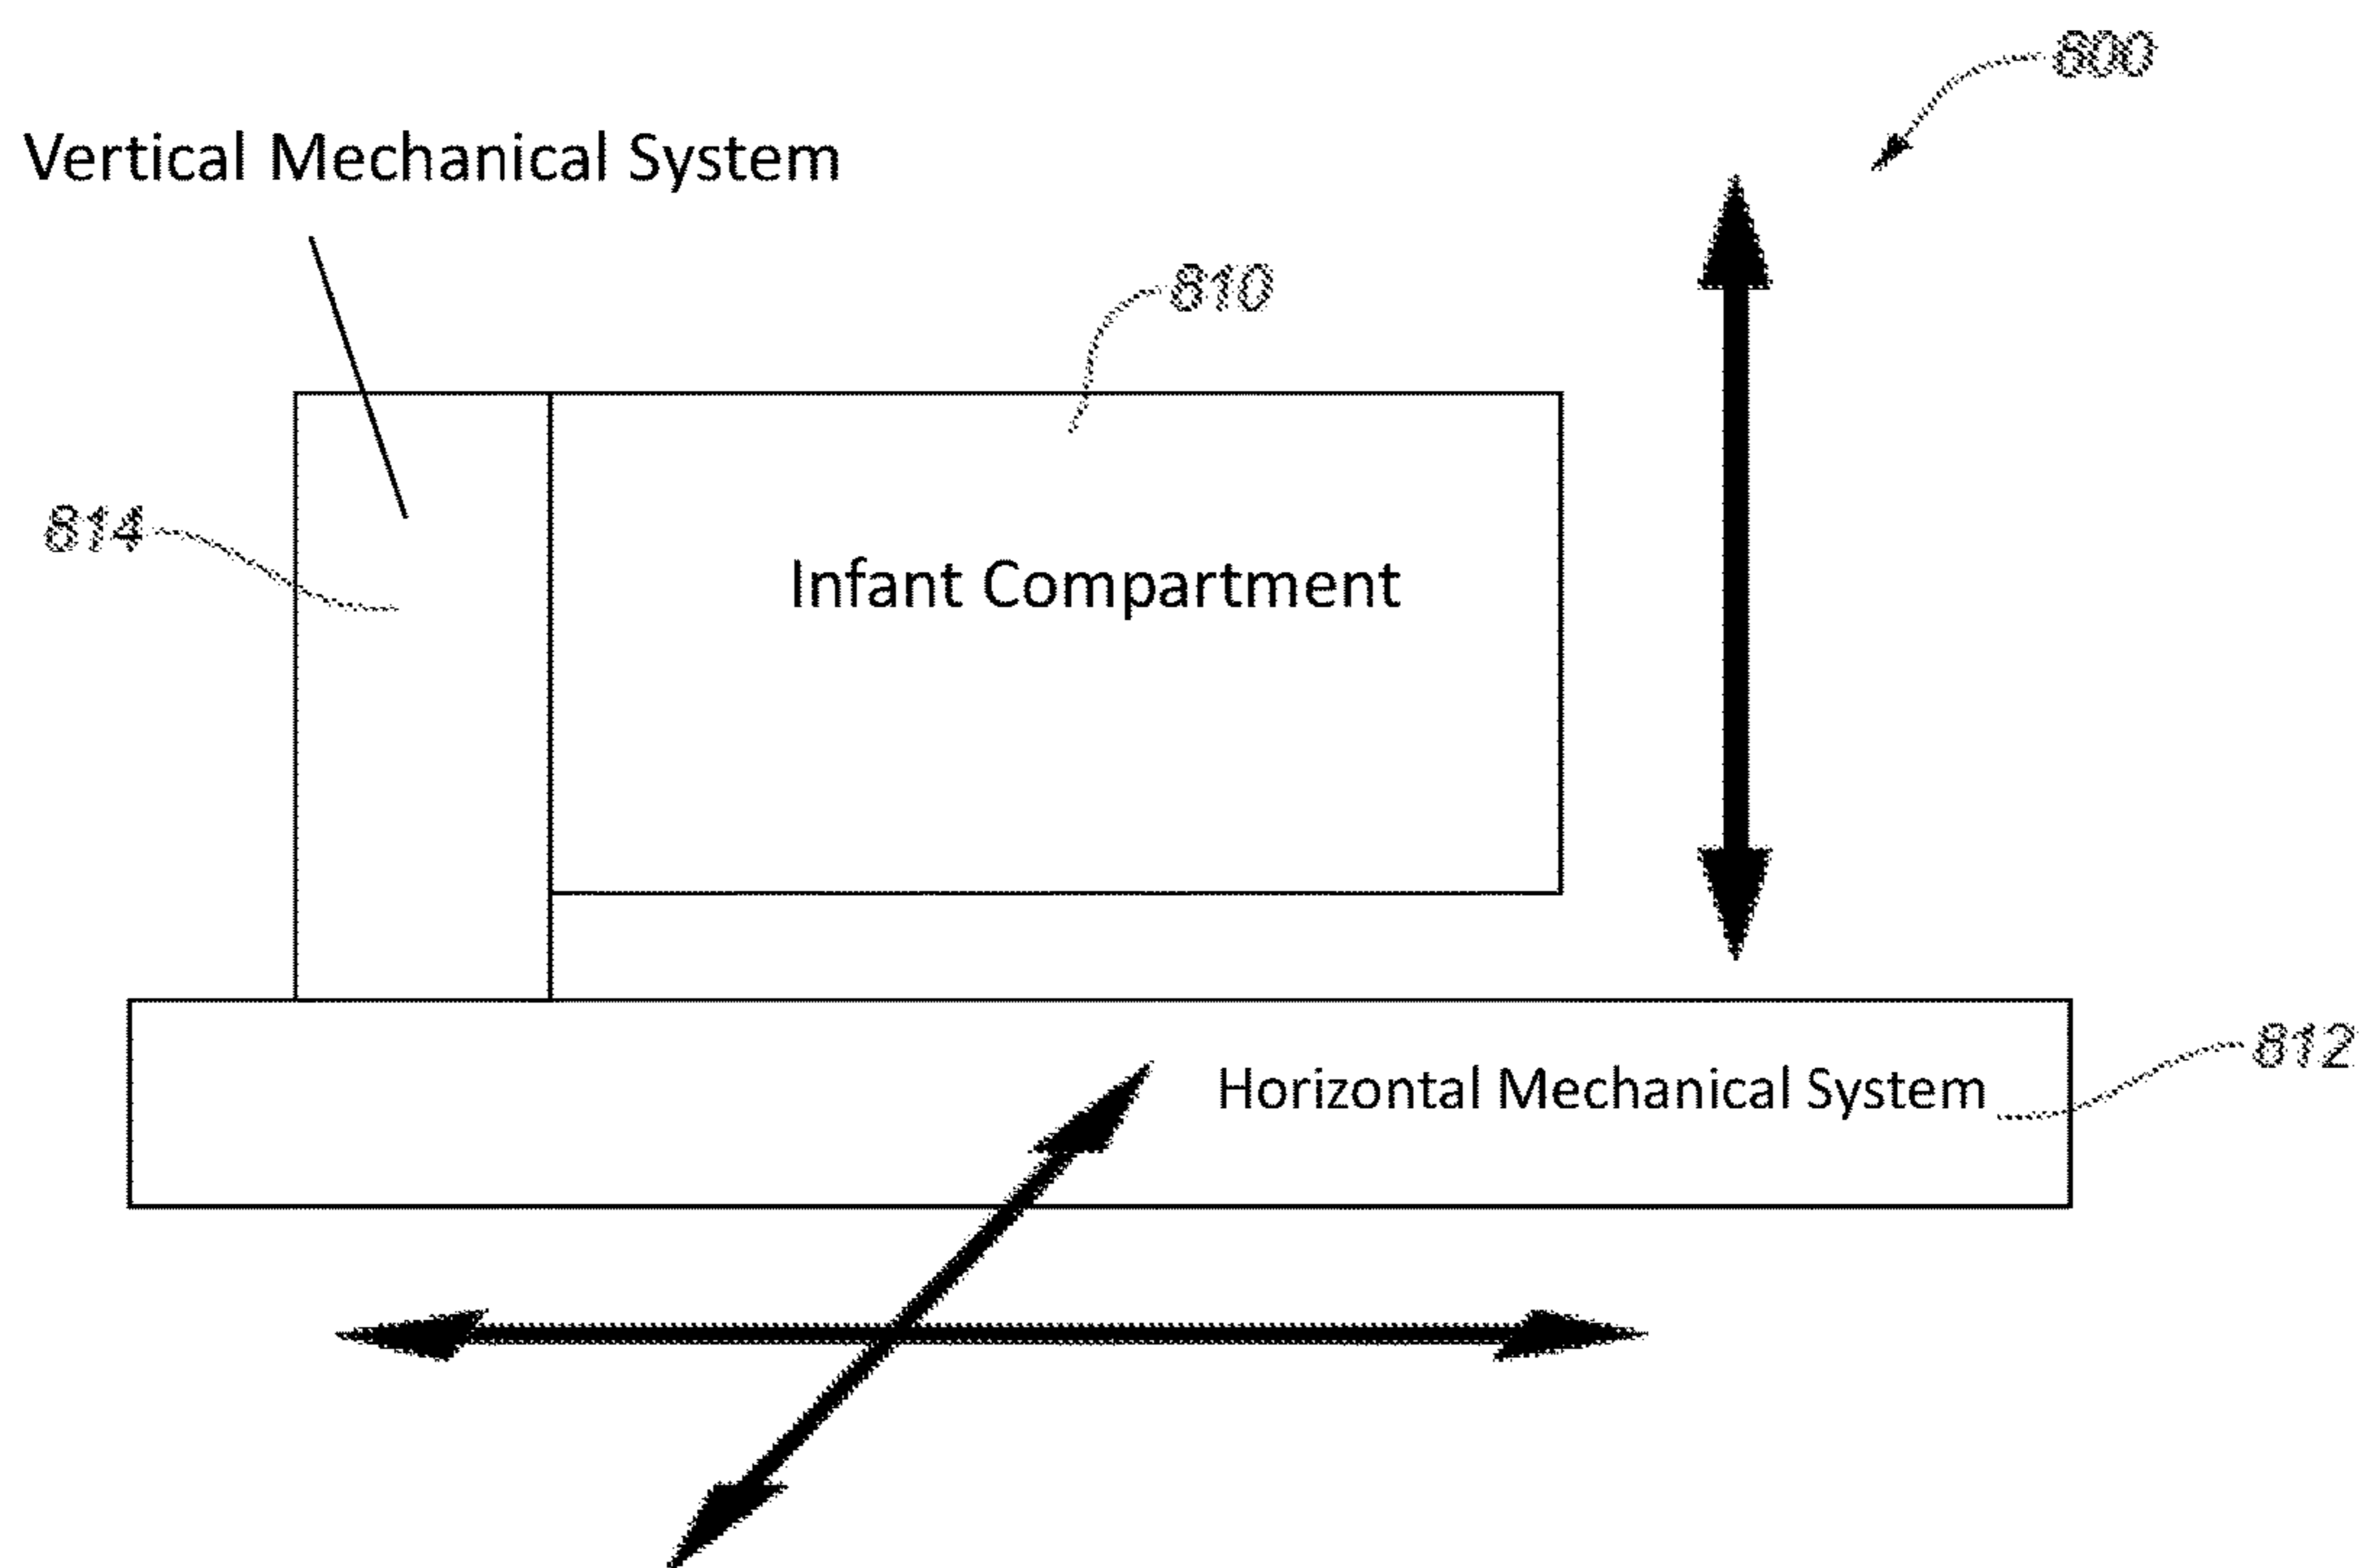 800
Vertical Mechanical System
810
814
Infant Compartment
Horizontal Mechanical System
812